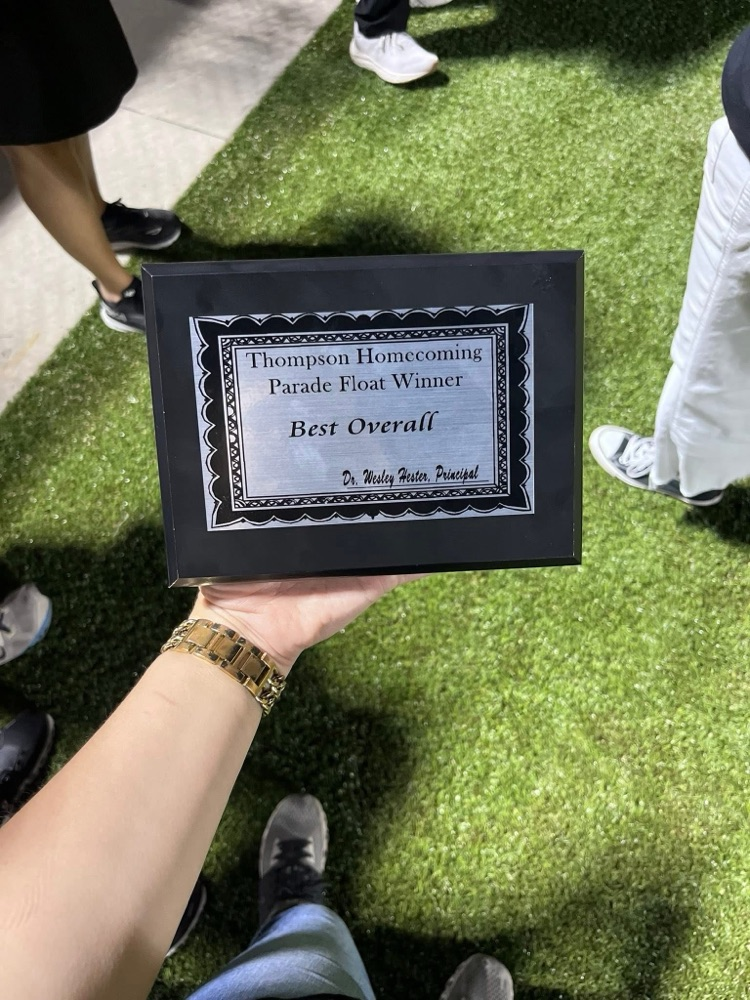 Thompson Homecoming
Parade Float Winner
Best Overall
Dr. Wesley Hester, Principal